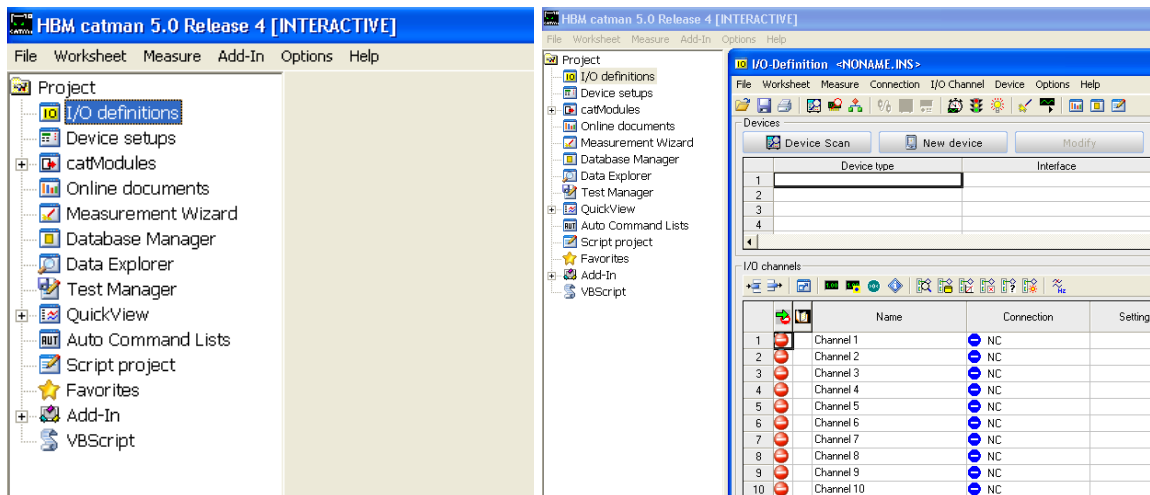 HBM catman 5.0 Release 4 [INTERACTIVE]
File Worksheet Measure Add-In Options Help
Project
I/O definitions
Device setups
catModules
Online documents
Measurement Wizard
Database Manager
Data Explorer
Test Manager
QuickView
Auto Command Lists
Script project
Favorites
Add-In
VBScript
HBM catman 5.0 Release 4 [INTERACTIVE]
File Worksheet Measure Add-In Options Help
Project
I/O definitions
Device setups
catModules
Online documents
Measurement Wizard
Database Manager
Data Explorer
Test Manager
QuickView
Auto Command Lists
Script project
Favorites
Add-In
VBScript
I/O-Definition <NONAME.INS>
File Worksheet Measure Connection I/O Channel Device Options Help
Devices
Device Scan New device Modify
Device type Interface
1
2
3
4
I/O channels
Name Connection Setting
1 Channel 1 NC
2 Channel 2 NC
3 Channel 3 NC
4 Channel 4 NC
5 Channel 5 NC
6 Channel 6 NC
7 Channel 7 NC
8 Channel 8 NC
9 Channel 9 NC
10 Channel 10 NC